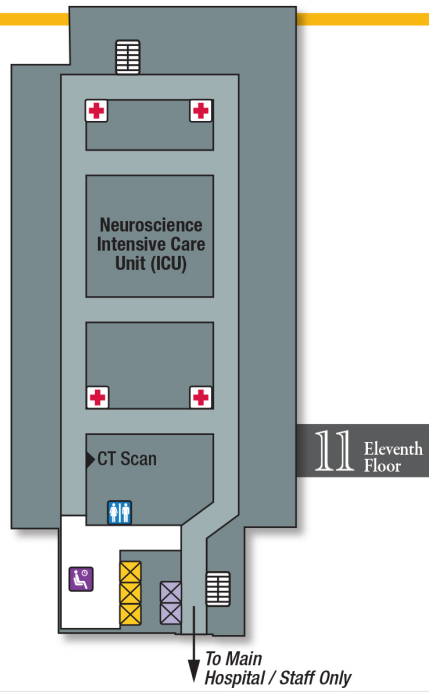 Neuroscience
Intensive Care
Unit (ICU)
CT Scan
11 Eleventh
Floor
To Main
Hospital / Staff Only